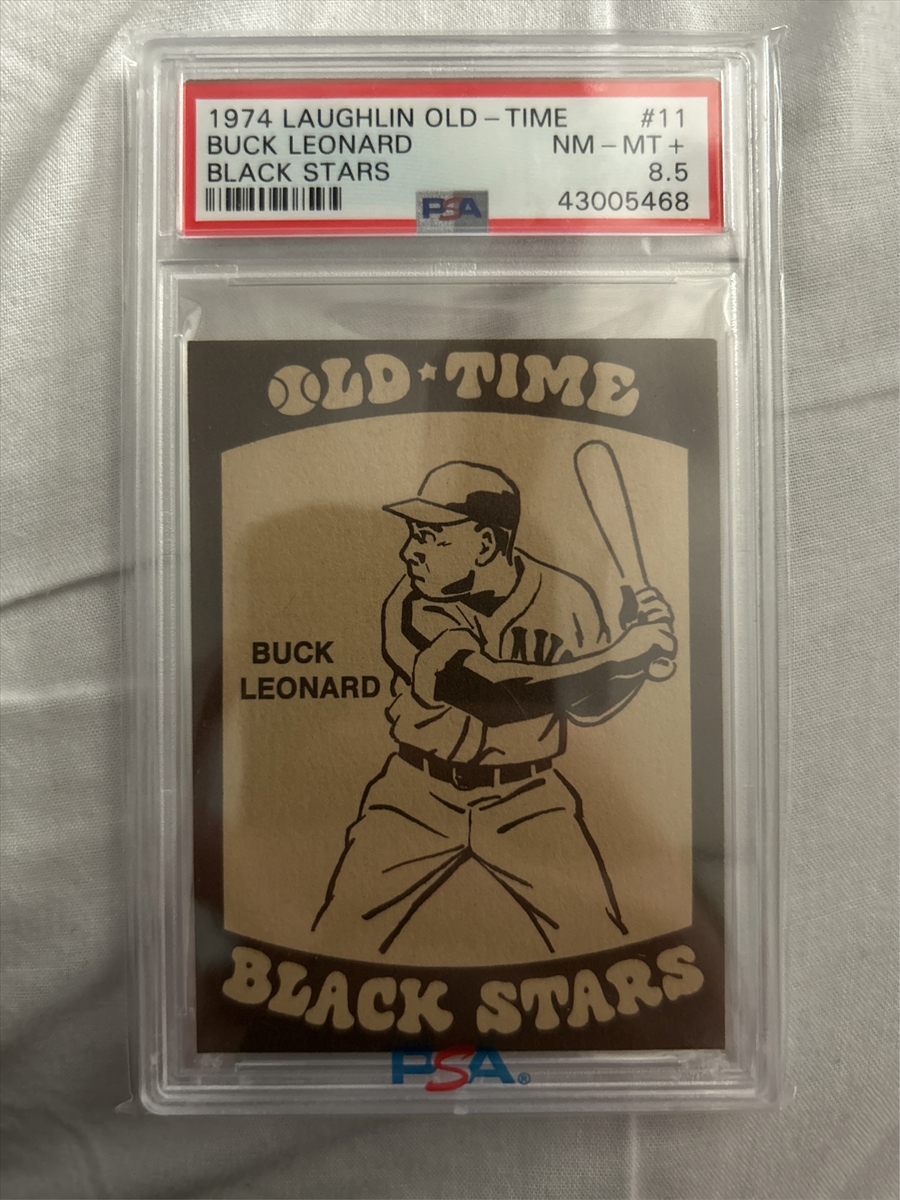 1974 LAUGHLIN OLD-TIME #11
BUCK LEONARD NM-MT+
BLACK STARS 8.5
PSA 43005468
OLD★TIME
BUCK
LEONARD
BLACK STARS
PSA®